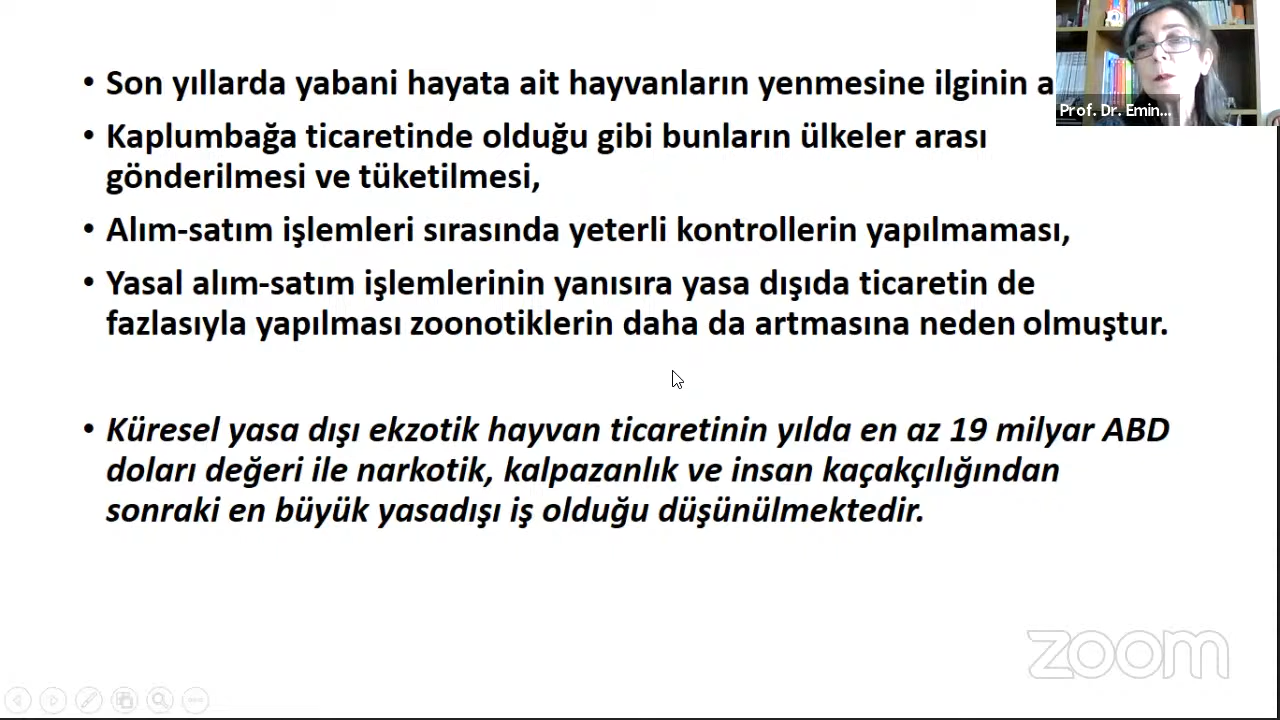 • Son yıllarda yabani hayata ait hayvanların yenmesine ilginin
• Kaplumbağa ticaretinde olduğu gibi bunların ülkeler arası
gönderilmesi ve tüketilmesi,
• Alım-satım işlemleri sırasında yeterli kontrollerin yapılmaması,
• Yasal alım-satım işlemlerinin yanısıra yasa dışıda ticaretin de
fazlasıyla yapılması zoonotiklerin daha da artmasına neden olmuştur.
• Küresel yasa dışı ekzotik hayvan ticaretinin yılda en az 19 milyar ABD
doları değeri ile narkotik, kalpazanlık ve insan kaçakçılığından
sonraki en büyük yasadışı iş olduğu düşünülmektedir.
Prof. Dr. Emin...
zoom